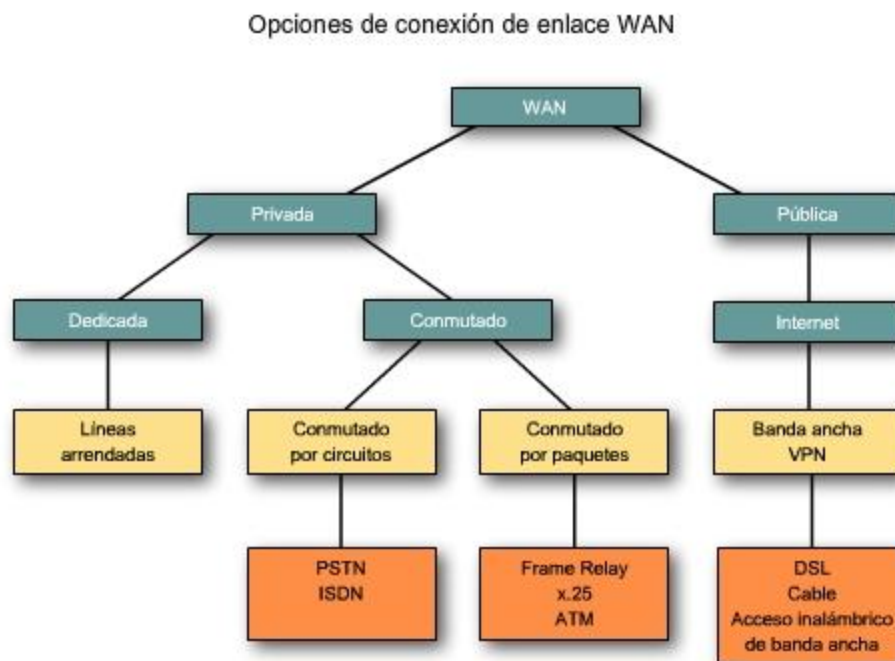 Opciones de conexión de enlace WAN
WAN
Privada
Pública
Dedicada
Conmutado
Internet
Líneas
arrendadas
Conmutado
por circuitos
Conmutado
por paquetes
Banda ancha
VPN
PSTN
ISDN
Frame Relay
x.25
ATM
DSL
Cable
Acceso inalámbrico
de banda ancha